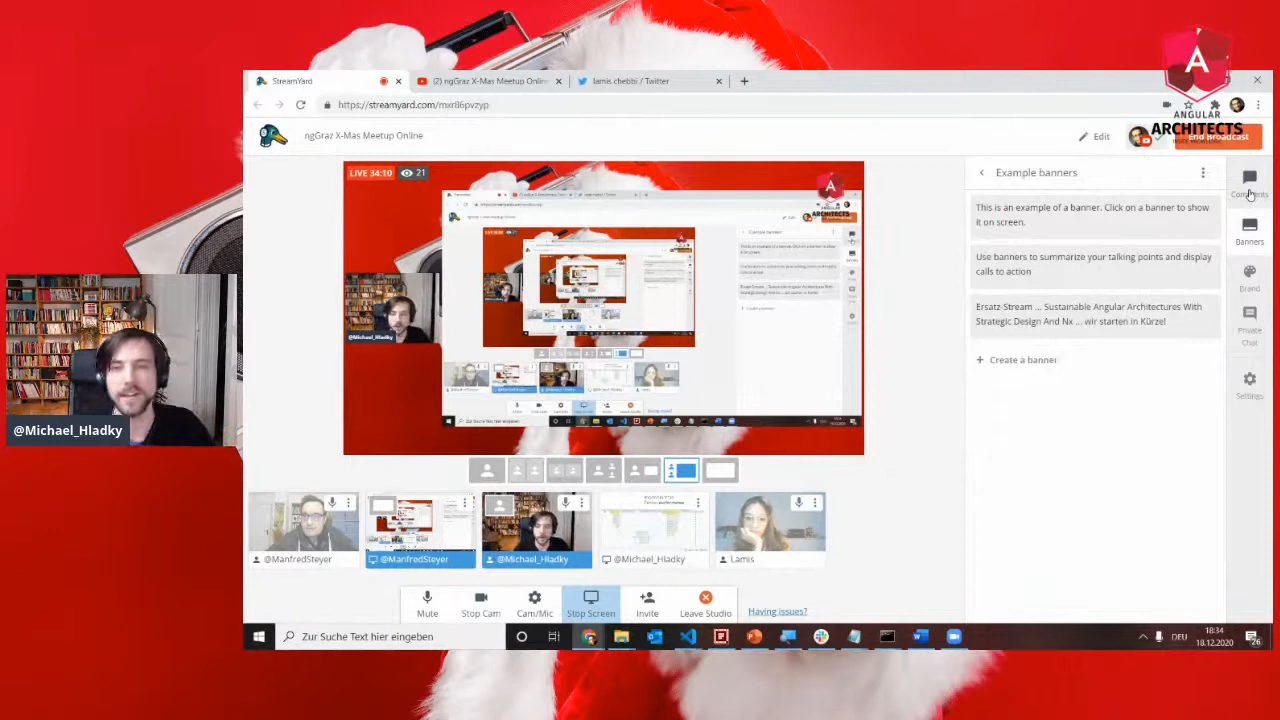 StreamYard
(2) ngGraz X-Mas Meetup Onlin
lamis chebbi / Twitter
https://streamyard.com/mxr86pvzyp
ANGULAR
ARCHITECTS
INSIDE KNOWLEDGE
ngGraz X-Mas Meetup Online
Edit
End Broadcast
LIVE 34:10
21
Example banners
This is an example of a banner. Click on a banner to show
it on screen.
Use banners to summarize your talking points and display
calls to action
Ersatz-Stream ... Sustainable Angular Architectures With
Strategic Design And Nx ... wir starten in Kürze!
+ Create a banner
Comments
Banners
Brand
Private
Chat
Settings
@Michael_Hladky
@Michael_Hladky
@ManfredSteyer
@ManfredSteyer
@Michael_Hladky
@Michael_Hladky
Lamis
Mute
Stop Cam
Cam/Mic
Stop Screen
Invite
Leave Studio
Having issues?
Zur Suche Text hier eingeben
DEU
18:34
18.12.2020
26